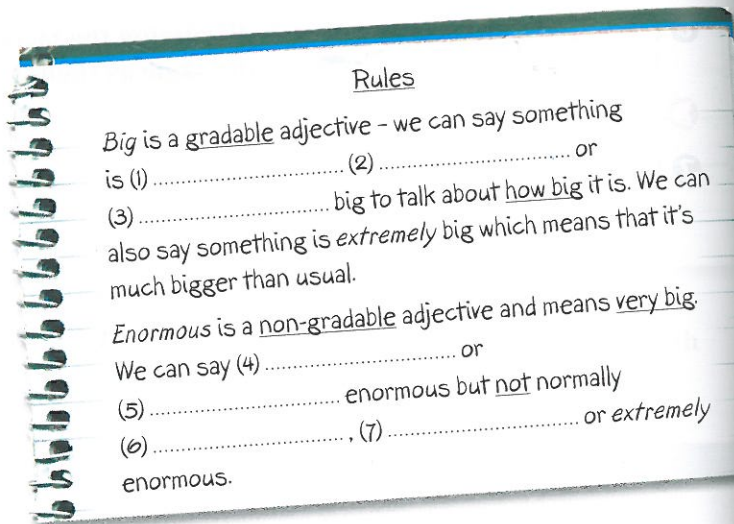 Rules
Big is a gradable adjective – we can say something
is (1) .............................. (2) .............................. or
(3) .............................. big to talk about how big it is. We can
also say something is extremely big which means that it's
much bigger than usual.
Enormous is a non-gradable adjective and means very big.
We can say (4) .............................. or
(5) .............................. enormous but not normally
(6) .............................. , (7) .............................. or extremely
enormous.